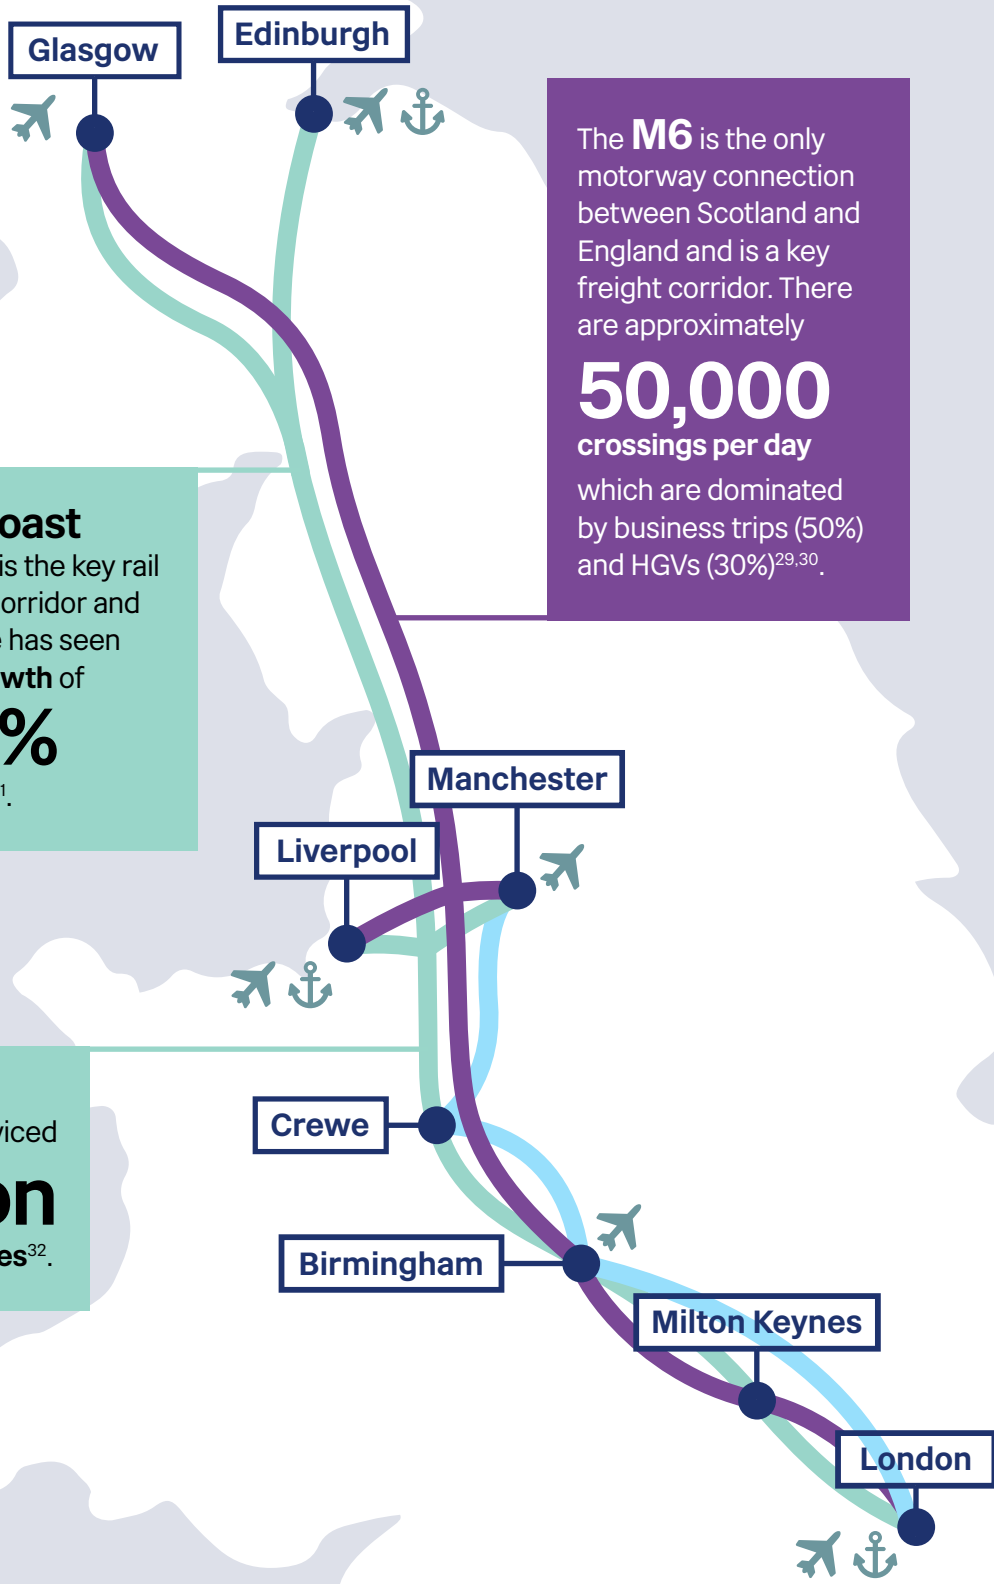 Glasgow
Edinburgh
The M6 is the only
motorway connection
between Scotland and
England and is a key
freight corridor. There
are approximately
50,000
crossings per day
which are dominated
by business trips (50%)
and HGVs (30%)29,30.
oast
is the key rail
orridor and
e has seen
wth of
%
1.
Manchester
Liverpool
Crewe
viced
on
es32.
Birmingham
Milton Keynes
London